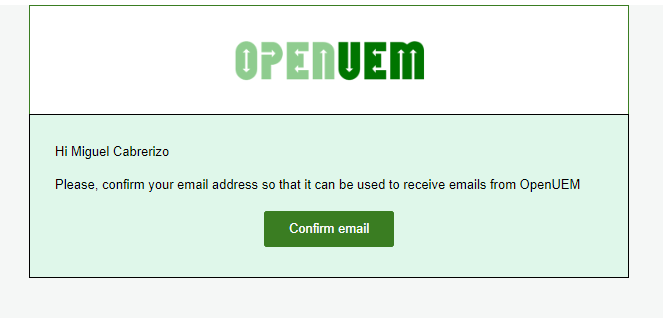 OPENUEM
Hi Miguel Cabrerizo
Please, confirm your email address so that it can be used to receive emails from OpenUEM
Confirm email